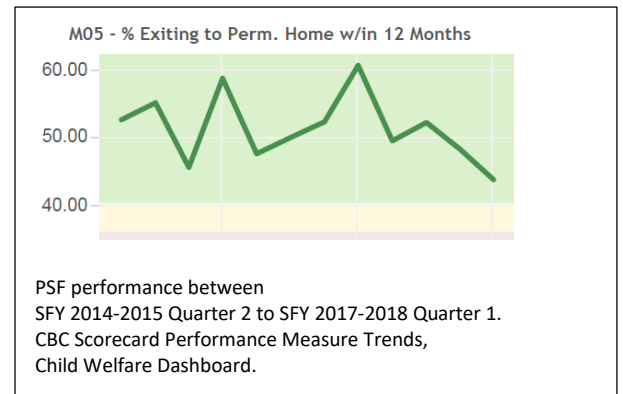 M05 - % Exiting to Perm. Home w/in 12 Months
60.00
50.00
40.00
PSF performance between
SFY 2014-2015 Quarter 2 to SFY 2017-2018 Quarter 1.
CBC Scorecard Performance Measure Trends,
Child Welfare Dashboard.